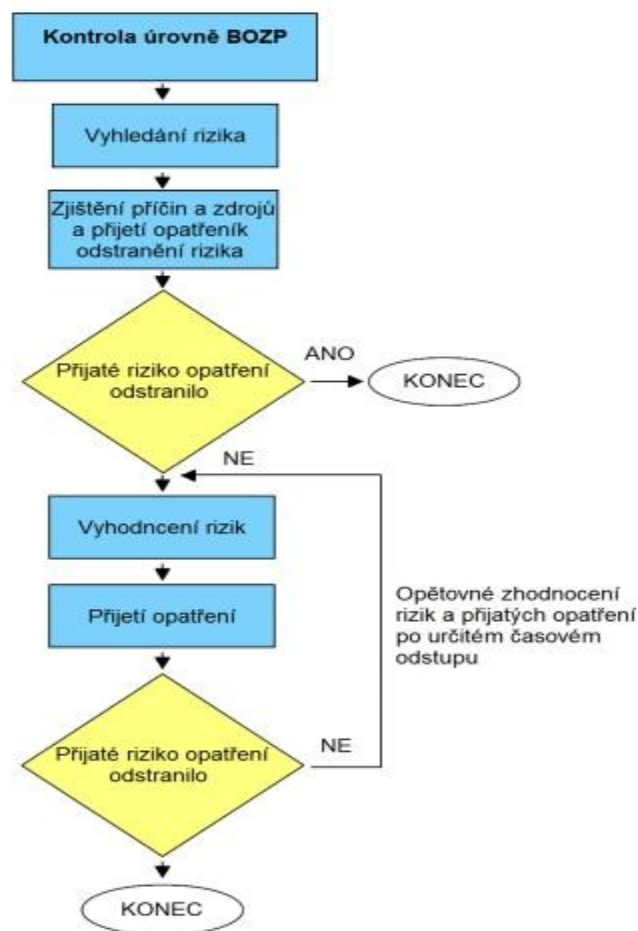 Kontrola úrovně BOZP
Vyhledání rizika
Zjištění příčin a zdrojů
a přijetí opatřeník
odstranění rizika
Přijaté riziko opatření
odstranilo
ANO
KONEC
NE
Vyhodncení rizik
Přijetí opatření
Opětovné zhodnocení
rizik a přijatých opatření
po určitém časovém
odstupu
Přijaté riziko opatření
odstranilo
NE
KONEC